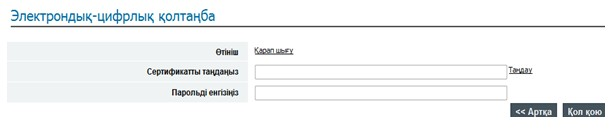 Электрондық-цифрлық қолтаңба
Өтініш Қарап шығу
Сертификатты таңдаңыз Таңдау
Парольді енгізіңіз
<< Артқа Қол қою